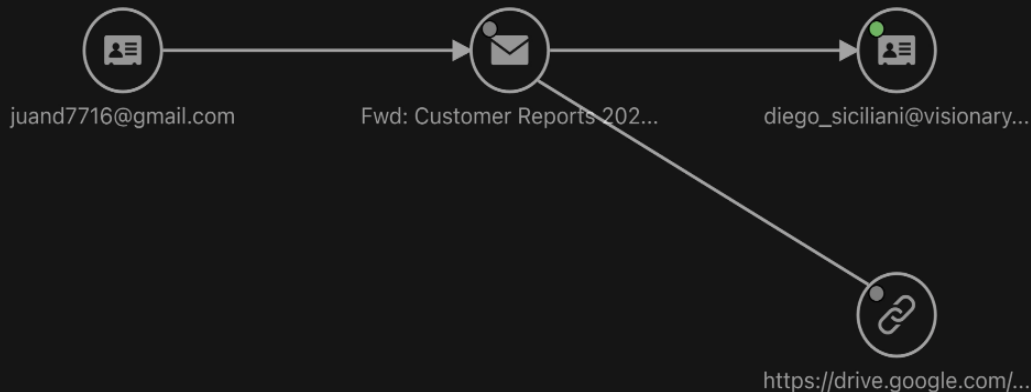 juand7716@gmail.com
Fwd: Customer Reports 202...
diego_siciliani@visionary...
https://drive.google.com/...